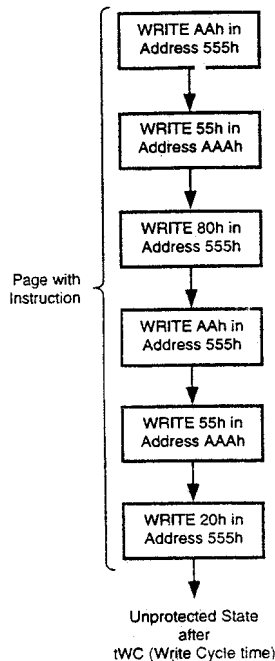 WRITE AAh in
Address 555h
WRITE 55h in
Address AAAh
WRITE 80h in
Address 555h
Page with
Instruction
WRITE AAh in
Address 555h
WRITE 55h in
Address AAAh
WRITE 20h in
Address 555h
Unprotected State
after
tWC (Write Cycle time)